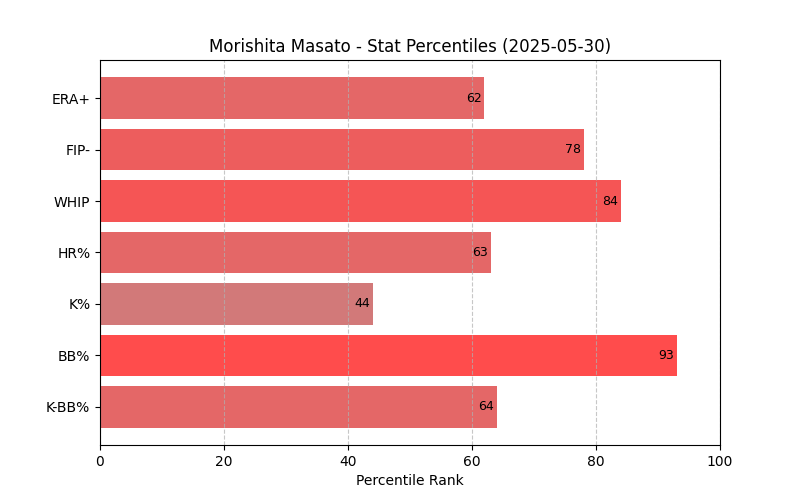 Morishita Masato - Stat Percentiles (2025-05-30)
ERA+ 62
FIP- 78
WHIP 84
HR% 63
K% 44
BB% 93
K-BB% 64
0 20 40 60 80 100
Percentile Rank